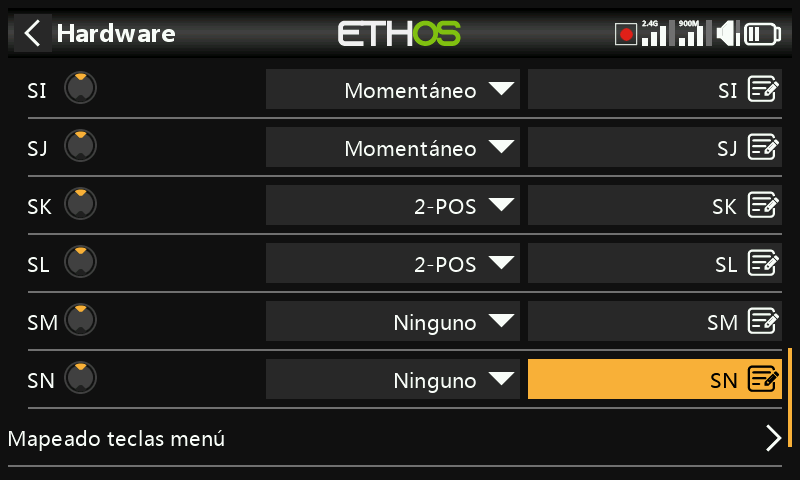 Hardware ETHOS 2.4G 900M
SI Momentáneo SI
SJ Momentáneo SJ
SK 2-POS SK
SL 2-POS SL
SM Ninguno SM
SN Ninguno SN
Mapeado teclas menú